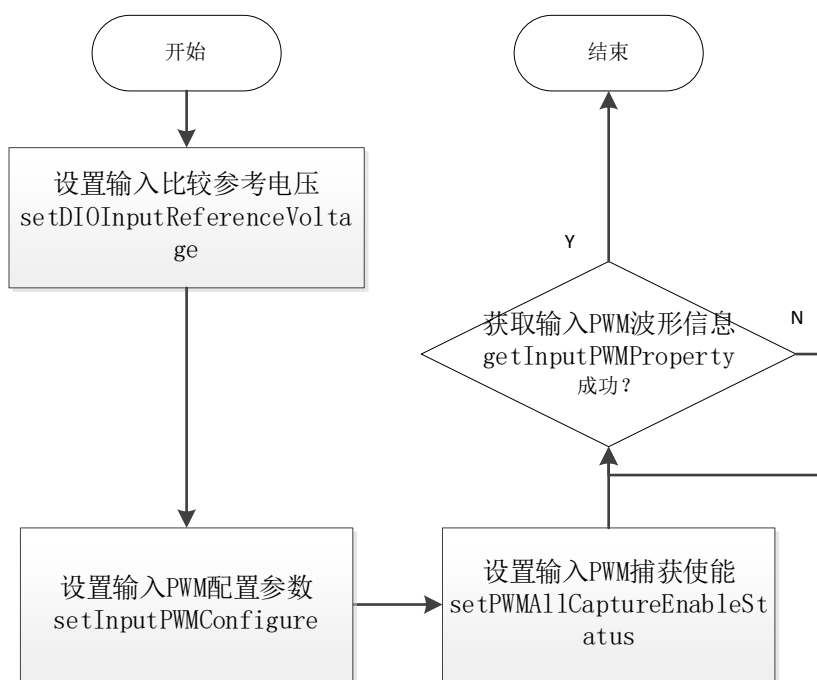 开始
设置输入比较参考电压
setDIOInputReferenceVolta
ge
设置输入PWM配置参数
setInputPWMConfigure
设置输入PWM捕获使能
setPWMAllCaptureEnableSt
atus
获取输入PWM波形信息
getInputPWMProperty
成功？
Y
N
结束